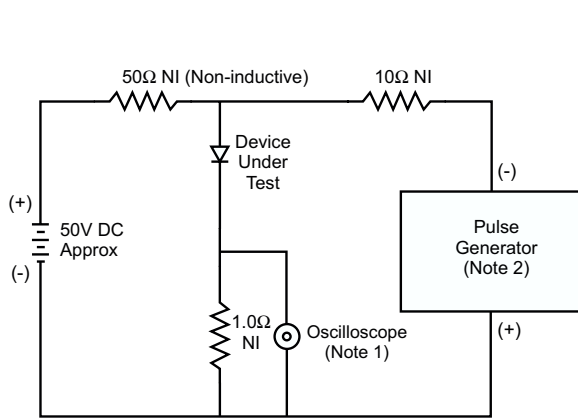 50Ω NI (Non-inductive)
10Ω NI
Device
Under
Test
(+)
50V DC
Approx
(-)
(-)
Pulse
Generator
(Note 2)
(+)
1.0Ω
NI
Oscilloscope
(Note 1)